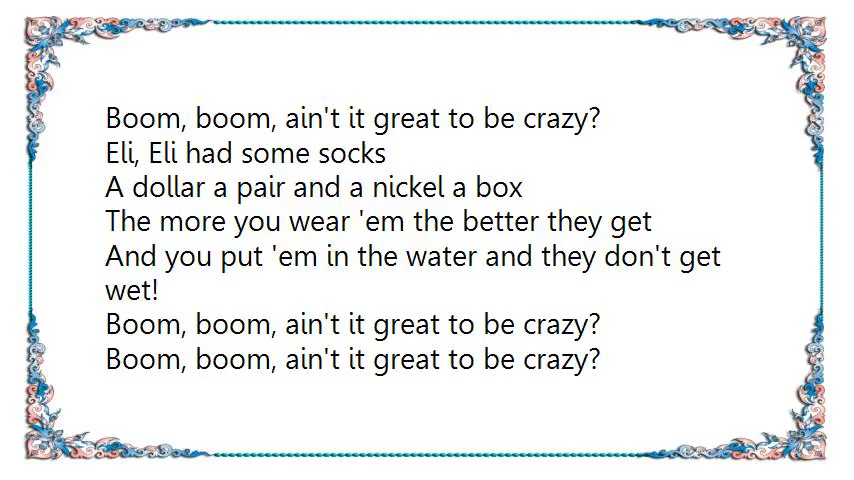 Boom, boom, ain't it great to be crazy?
Eli, Eli had some socks
A dollar a pair and a nickel a box
The more you wear 'em the better they get
And you put 'em in the water and they don't get
wet!
Boom, boom, ain't it great to be crazy?
Boom, boom, ain't it great to be crazy?